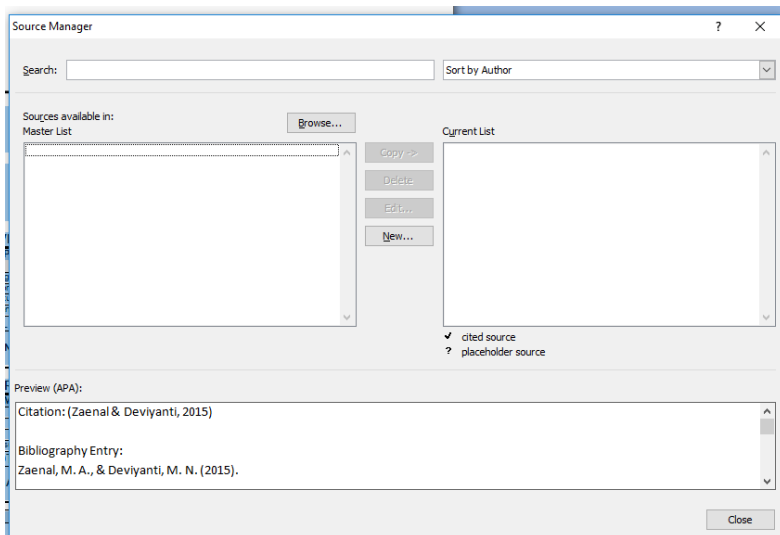 Source Manager
?
Search:
Sort by Author
Sources available in:
Master List
Browse...
Current List
Copy ->
Delete
Edit...
New...
cited source
? placeholder source
Preview (APA):
Citation: (Zaenal & Deviyanti, 2015)
Bibliography Entry:
Zaenal, M. A., & Deviyanti, M. N. (2015).
Close